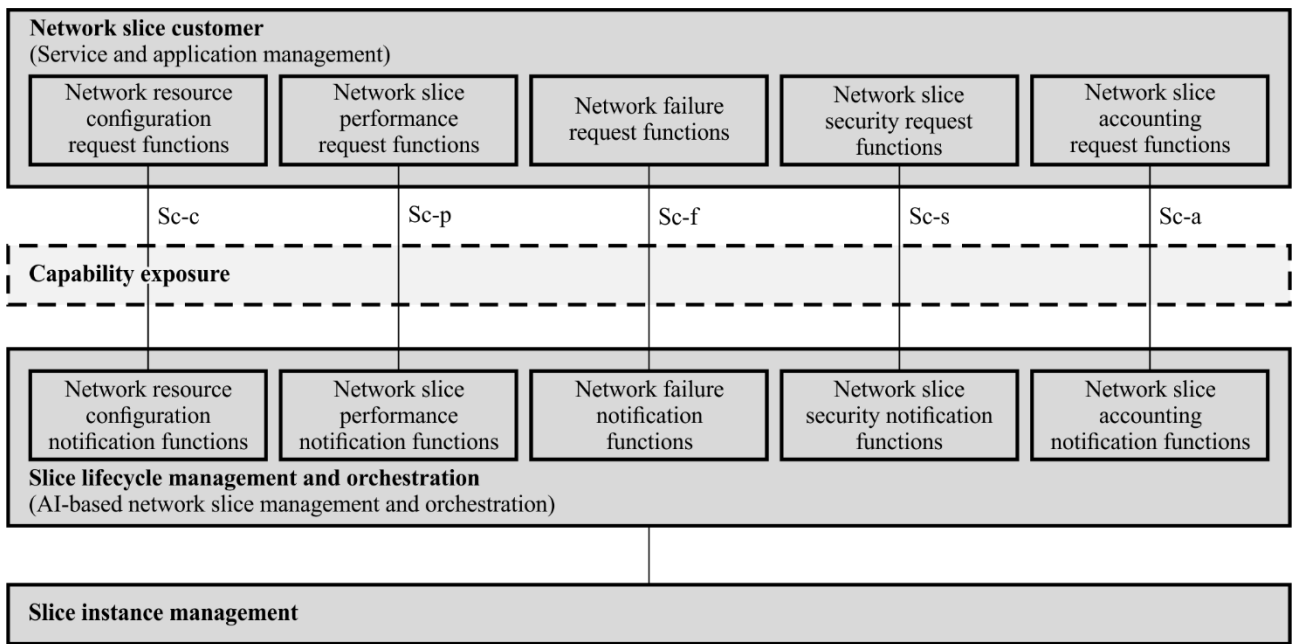 Network slice customer
(Service and application management)
Network resource
configuration
request functions
Network slice
performance
request functions
Network failure
request functions
Network slice
security request
functions
Network slice
accounting
request functions
Sc-c
Sc-p
Sc-f
Sc-s
Sc-a
Capability exposure
Network resource
configuration
notification functions
Network slice
performance
notification functions
Network failure
notification
functions
Network slice
security notification
functions
Network slice
accounting
notification functions
Slice lifecycle management and orchestration
(AI-based network slice management and orchestration)
Slice instance management